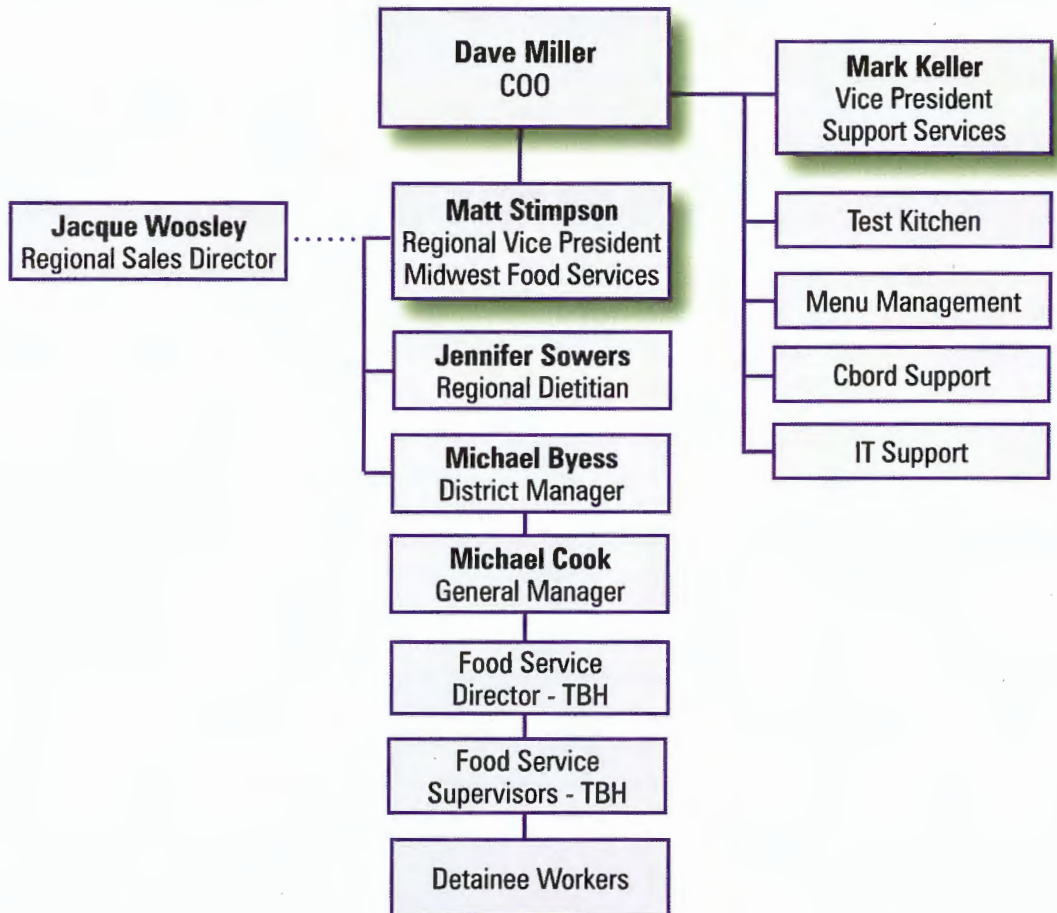 Dave Miller
COO
Mark Keller
Vice President
Support Services
Jacque Woosley
Regional Sales Director
Matt Stimpson
Regional Vice President
Midwest Food Services
Test Kitchen
Menu Management
Jennifer Sowers
Regional Dietitian
Cbord Support
Michael Byess
District Manager
IT Support
Michael Cook
General Manager
Food Service
Director - TBH
Food Service
Supervisors - TBH
Detainee Workers